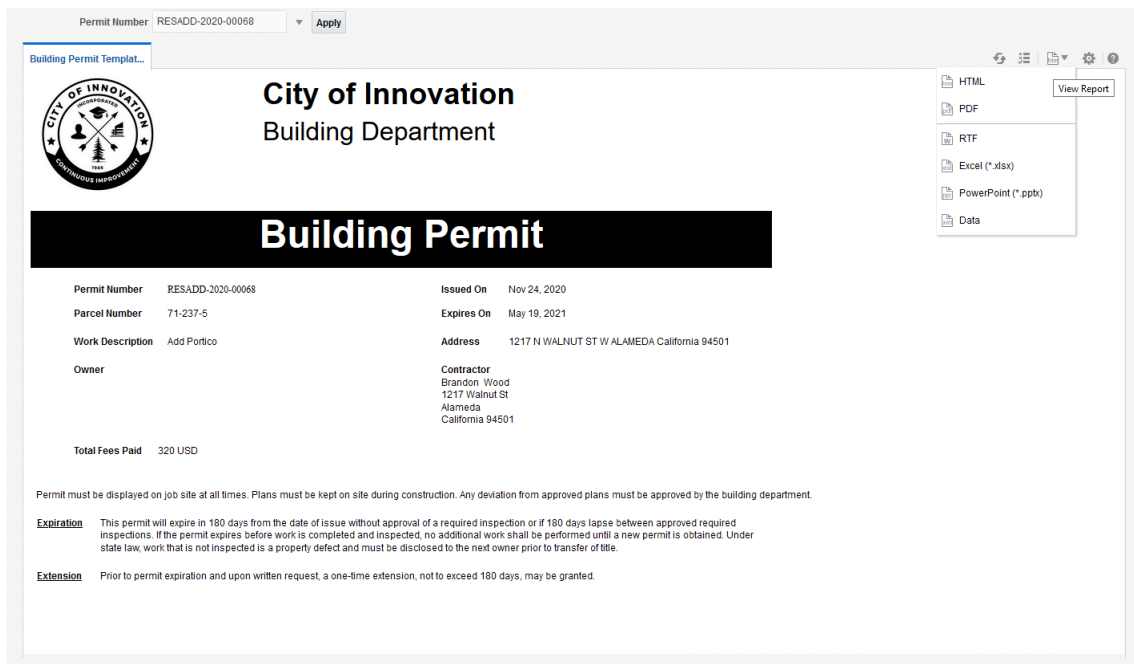 Permit Number RESADD-2020-00068 Apply
Building Permit Templat...
HTML
View Report
PDF
RTF
Excel (*.xlsx)
PowerPoint (*.pptx)
Data
CITY OF INNOVATION
INCORPORATED
1988
CONTINUOUS IMPROVEMENT
City of Innovation
Building Department
Building Permit
Permit Number RESADD-2020-00068 Issued On Nov 24, 2020
Parcel Number 71-237-5 Expires On May 19, 2021
Work Description Add Portico Address 1217 N WALNUT ST W ALAMEDA California 94501
Owner Contractor
Brandon Wood
1217 Walnut St
Alameda
California 94501
Total Fees Paid 320 USD
Permit must be displayed on job site at all times. Plans must be kept on site during construction. Any deviation from approved plans must be approved by the building department.
Expiration This permit will expire in 180 days from the date of issue without approval of a required inspection or if 180 days lapse between approved required
inspections. If the permit expires before work is completed and inspected, no additional work shall be performed until a new permit is obtained. Under
state law, work that is not inspected is a property defect and must be disclosed to the next owner prior to transfer of title.
Extension Prior to permit expiration and upon written request, a one-time extension, not to exceed 180 days, may be granted.